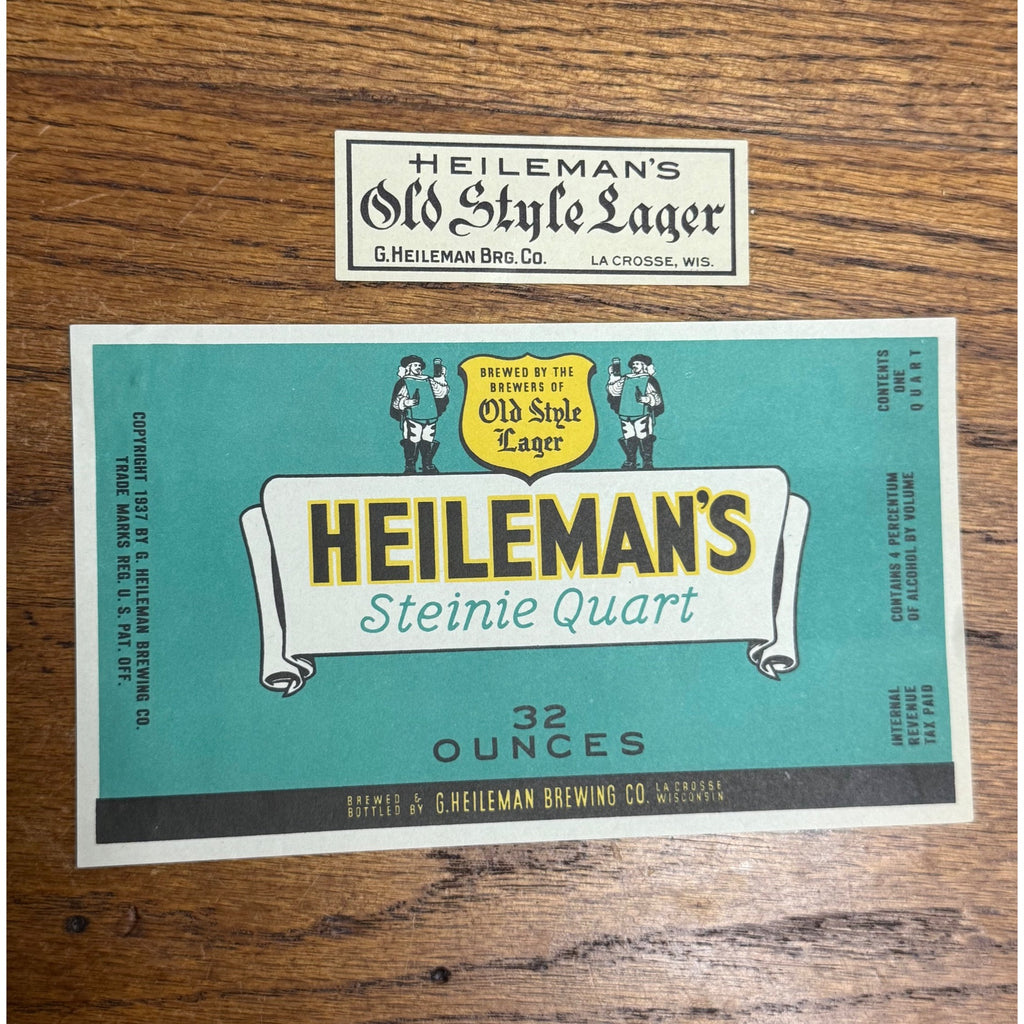 HEILEMAN'S
Old Style Lager
G. HEILEMAN BRG. CO. LA CROSSE, WIS.
BREWED BY THE
BREWERS OF
Old Style
Lager
HEILEMAN'S
Steinie Quart
32
OUNCES
BREWED &
BOTTLED BY
G. HEILEMAN BREWING CO.
LA CROSSE
WISCONSIN
COPYRIGHT 1937 BY G. HEILEMAN BREWING CO.
TRADE MARKS REG. U. S. PAT. OFF.
CONTENTS
ONE
QUART
CONTAINS 4 PERCENTUM
OF ALCOHOL BY VOLUME
INTERNAL
REVENUE
TAX PAID